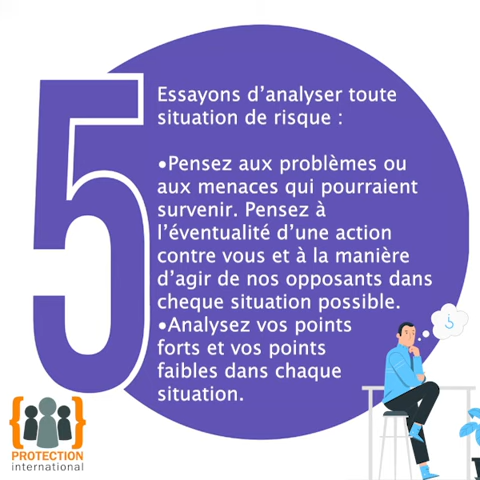 5
Essayons d'analyser toute
situation de risque :
•Pensez aux problèmes ou
aux menaces qui pourraient
survenir. Pensez à
l'éventualité d'une action
contre vous et à la manière
d'agir de nos opposants dans
cheque situation possible.
•Analysez vos points
forts et vos points
faibles dans chaque
situation.
PROTECTION
international